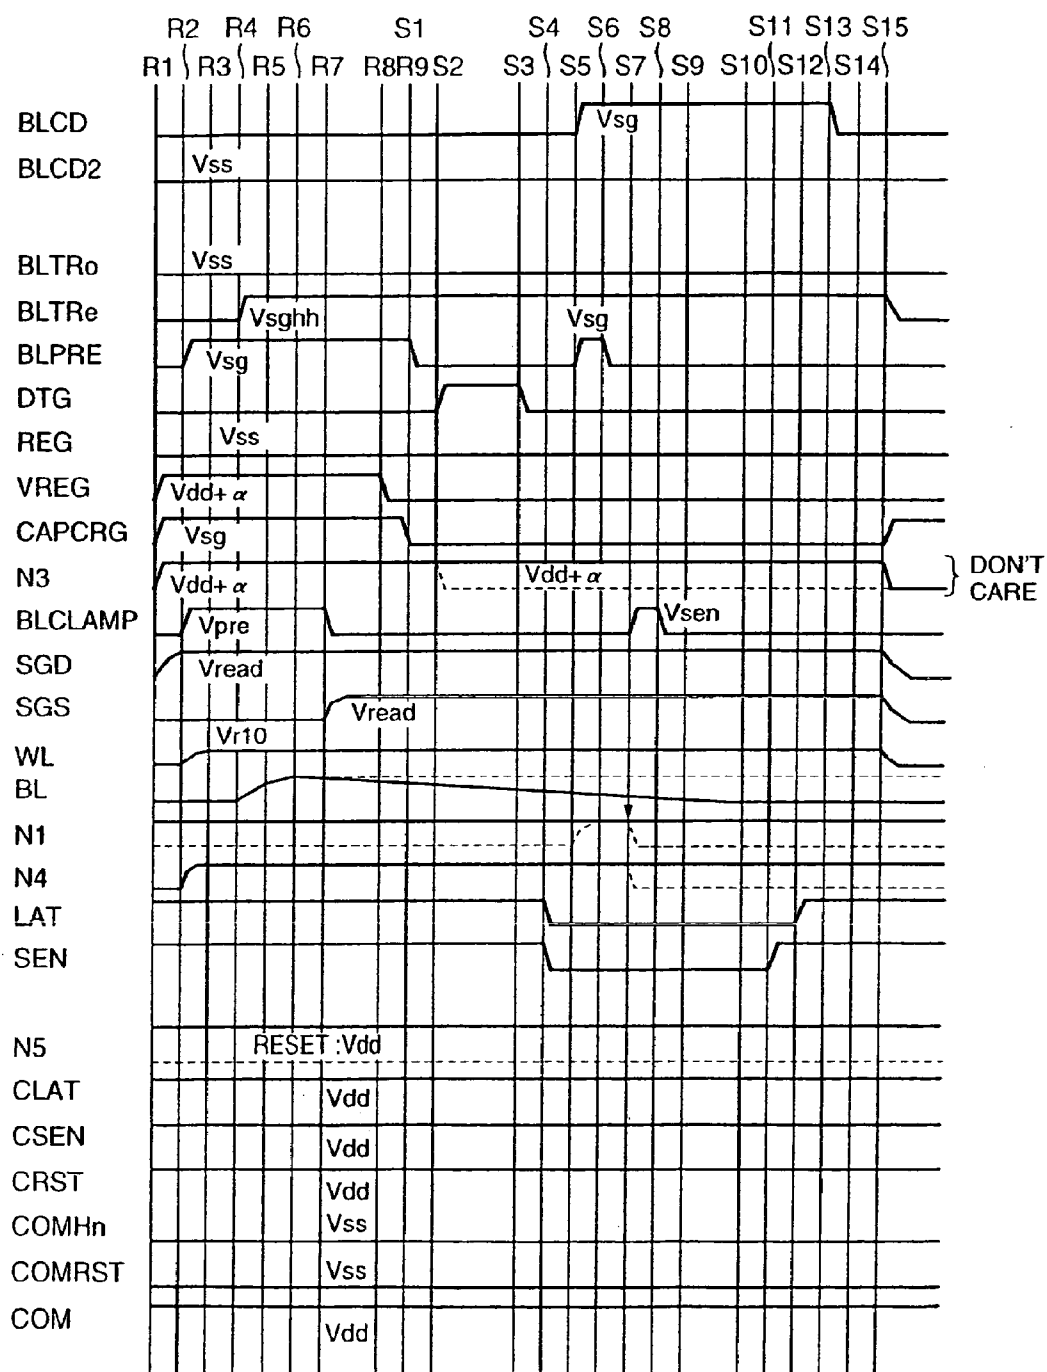 R2 R4 R6 S1 S4 S6 S8 S11 S13 S15
R1 R3 R5 R7 R8 R9 S2 S3 S5 S7 S9 S10 S12 S14
BLCD Vsg
BLCD2 Vss
BLTRo Vss
BLTRe Vsghh Vsg
BLPRE Vsg
DTG
REG Vss
VREG Vdd+α
CAPCRG Vsg
N3 Vdd+α Vdd+α DON'T
CARE
BLCLAMP Vpre Vsen
SGD Vread
SGS Vread
WL Vr10
BL
N1
N4
LAT
SEN
N5 RESET :Vdd
CLAT Vdd
CSEN Vdd
CRST Vdd
COMHn Vss
COMRST Vss
COM Vdd